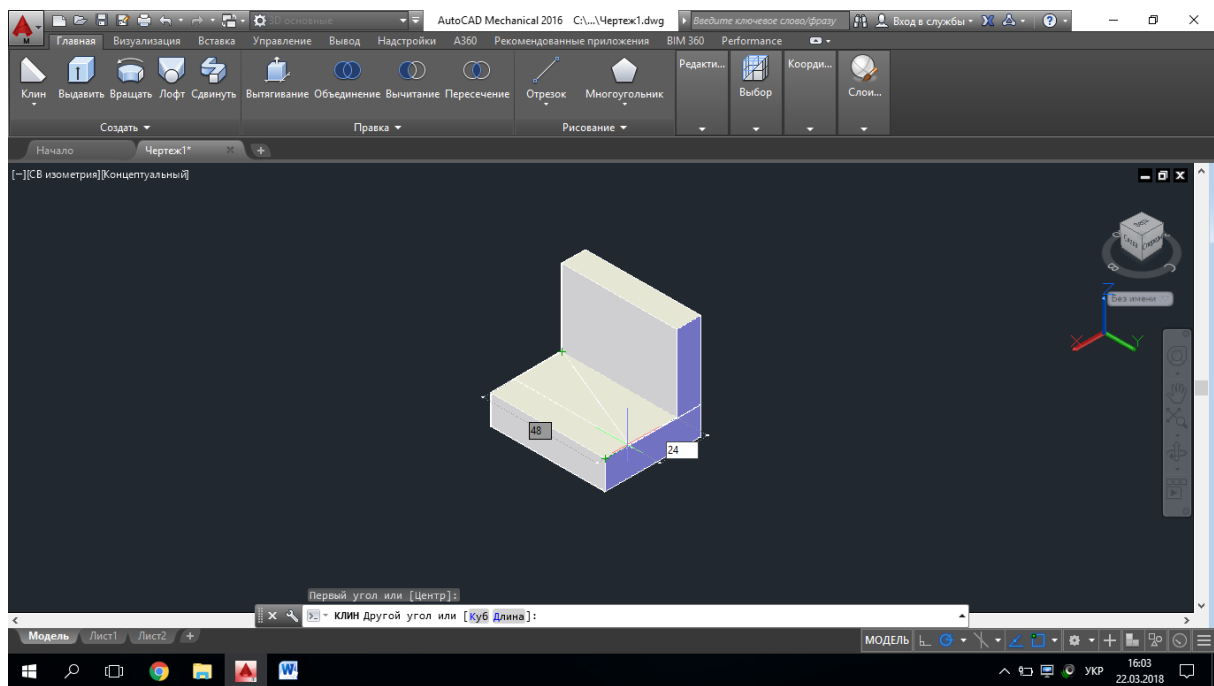 3D основные
AutoCAD Mechanical 2016 C:\...\Чертеж1.dwg
Введите ключевое слово/фразу
Вход в службы
Главная Визуализация Вставка Управление Вывод Надстройки A360 Рекомендованные приложения BIM 360 Performance
Клин Выдавить Вращать Лофт Сдвинуть Вытягивание Объединение Вычитание Пересечение Отрезок Многоугольник Редакти... Выбор Коорди... Слои...
Создать Правка Рисование
Начало Чертеж1*
[−][СВ изометрия][Концептуальный]
Верх
Z
Без имени
X Y
48
24
Первый угол или [Центр]:
КЛИН Другой угол или [Куб Длина]:
Модель Лист1 Лист2 +
МОДЕЛЬ
УКР
16:03
22.03.2018